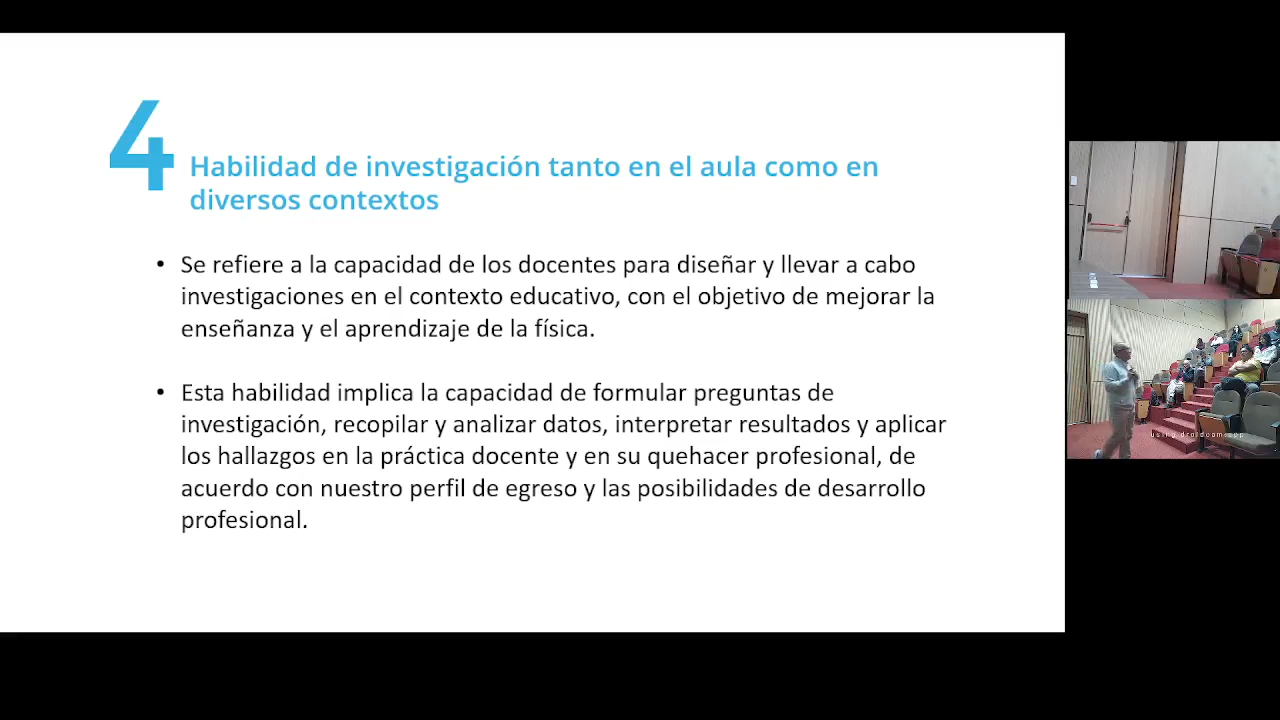 4
Habilidad de investigación tanto en el aula como en
diversos contextos
• Se refiere a la capacidad de los docentes para diseñar y llevar a cabo
investigaciones en el contexto educativo, con el objetivo de mejorar la
enseñanza y el aprendizaje de la física.
• Esta habilidad implica la capacidad de formular preguntas de
investigación, recopilar y analizar datos, interpretar resultados y aplicar
los hallazgos en la práctica docente y en su quehacer profesional, de
acuerdo con nuestro perfil de egreso y las posibilidades de desarrollo
profesional.
using droidcam app